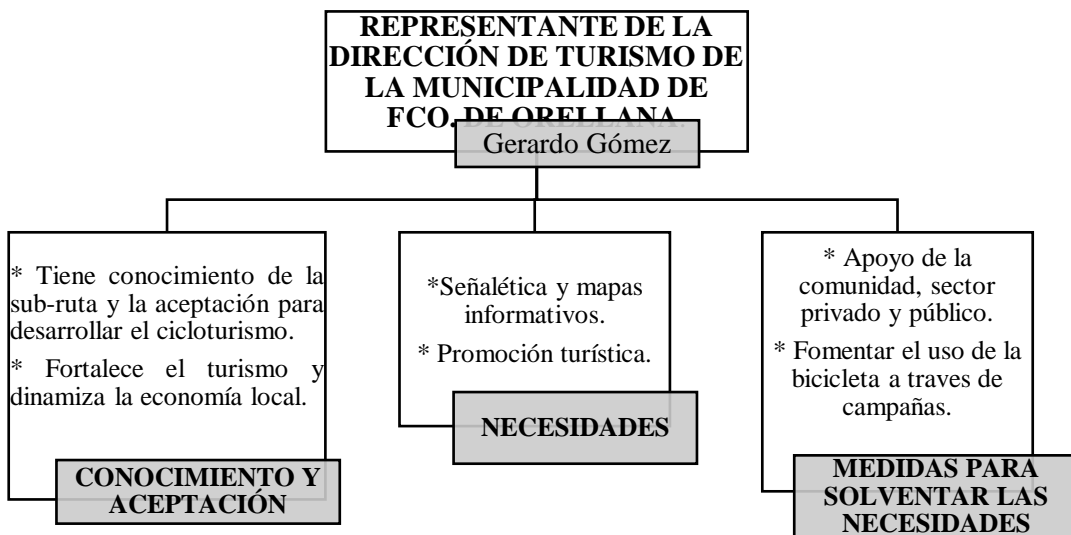 REPRESENTANTE DE LA
DIRECCIÓN DE TURISMO DE
LA MUNICIPALIDAD DE
FCO. DE ORELLANA.
Gerardo Gómez
* Tiene conocimiento de la
sub-ruta y la aceptación para
desarrollar el cicloturismo.
* Fortalece el turismo y
dinamiza la economía local.
CONOCIMIENTO Y
ACEPTACIÓN
*Señalética y mapas
informativos.
* Promoción turística.
NECESIDADES
* Apoyo de la
comunidad, sector
privado y público.
* Fomentar el uso de la
bicicleta a traves de
campañas.
MEDIDAS PARA
SOLVENTAR LAS
NECESIDADES